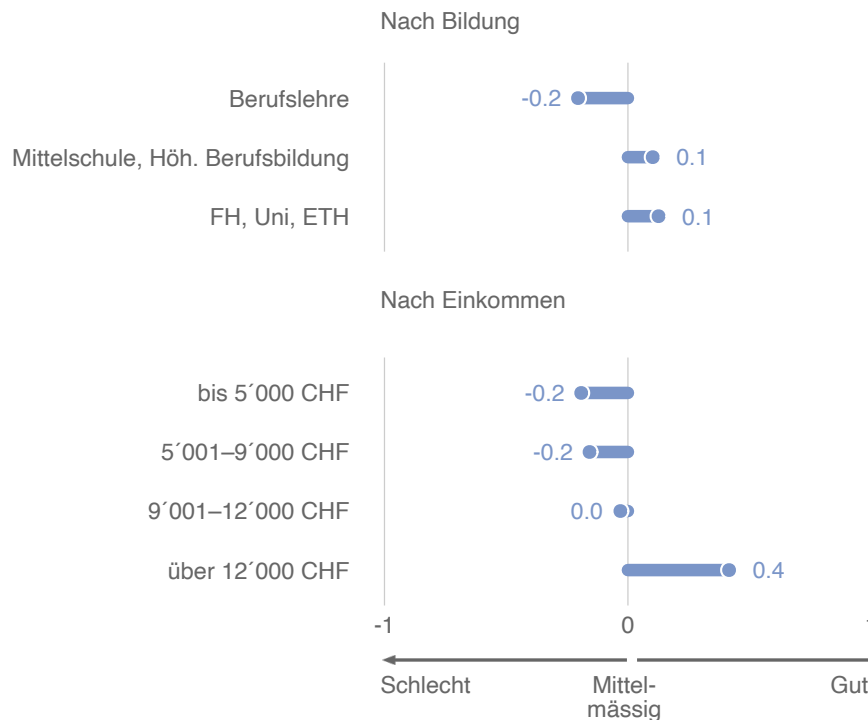 Nach Bildung
Berufslehre
-0.2
Mittelschule, Höh. Berufsbildung
0.1
FH, Uni, ETH
0.1
Nach Einkommen
bis 5´000 CHF
-0.2
5´001–9´000 CHF
-0.2
9´001–12´000 CHF
0.0
über 12´000 CHF
0.4
-1
0
Schlecht
Mittel-
mässig
Gut